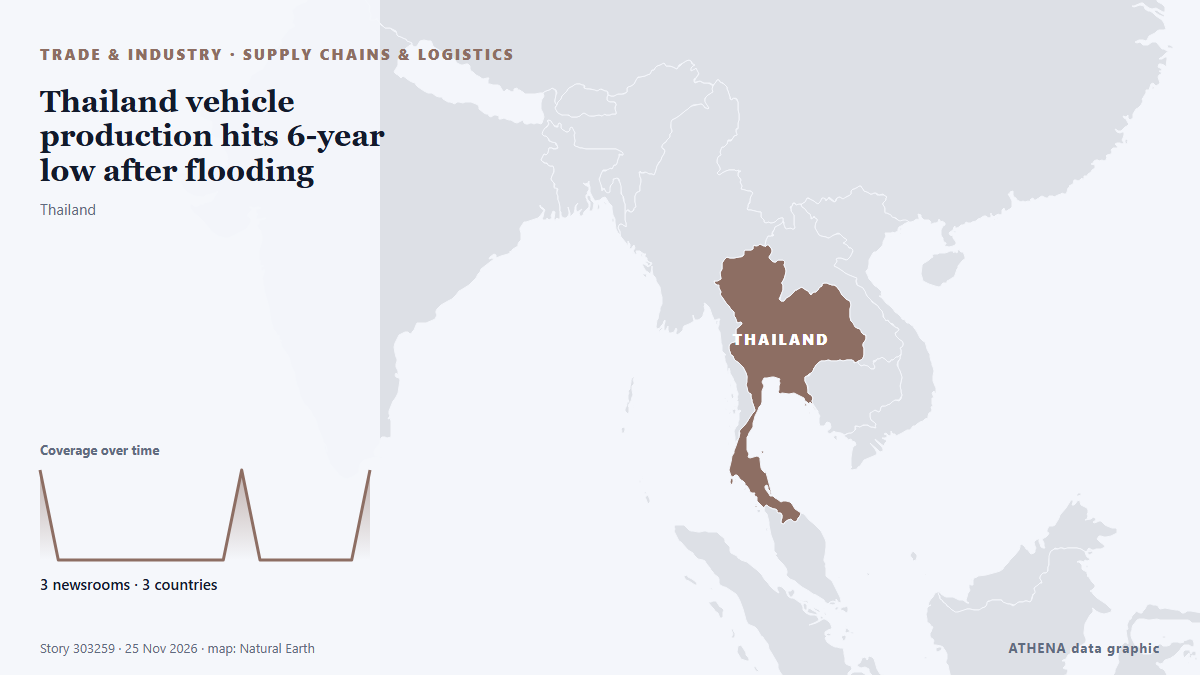 TRADE & INDUSTRY · SUPPLY CHAINS & LOGISTICS
Thailand vehicle
production hits 6-year
low after flooding
Thailand
THAILAND
Coverage over time
3 newsrooms · 3 countries
Story 303259 · 25 Nov 2026 · map: Natural Earth
ATHENA data graphic